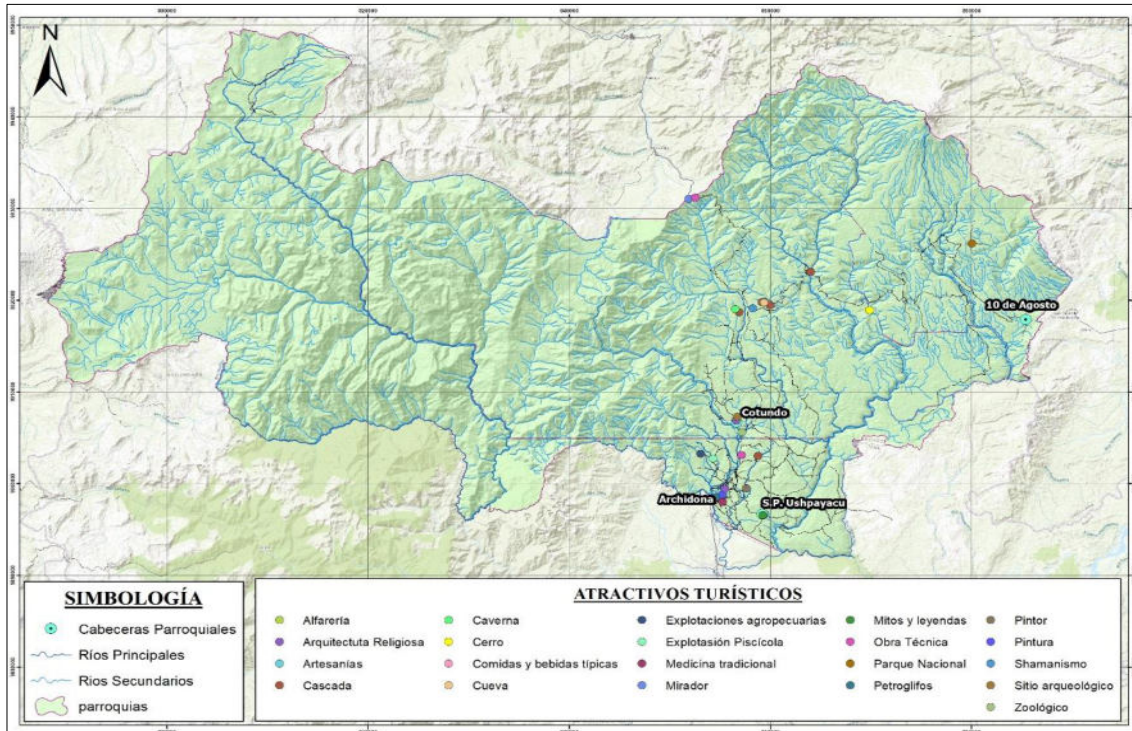 N
10 de Agosto
Cotundo
Archidona
S.P. Ushpayacu
SIMBOLOGÍA
Cabeceras Parroquiales
Ríos Principales
Rios Secundarios
parroquias
ATRACTIVOS TURÍSTICOS
Alfarería
Arquitectuta Religiosa
Artesanías
Cascada
Caverna
Cerro
Comidas y bebidas típicas
Cueva
Explotaciones agropecuarias
Explotasión Piscícola
Medicina tradicional
Mirador
Mitos y leyendas
Obra Técnica
Parque Nacional
Petroglifos
Pintor
Pintura
Shamanismo
Sitio arqueológico
Zoológico